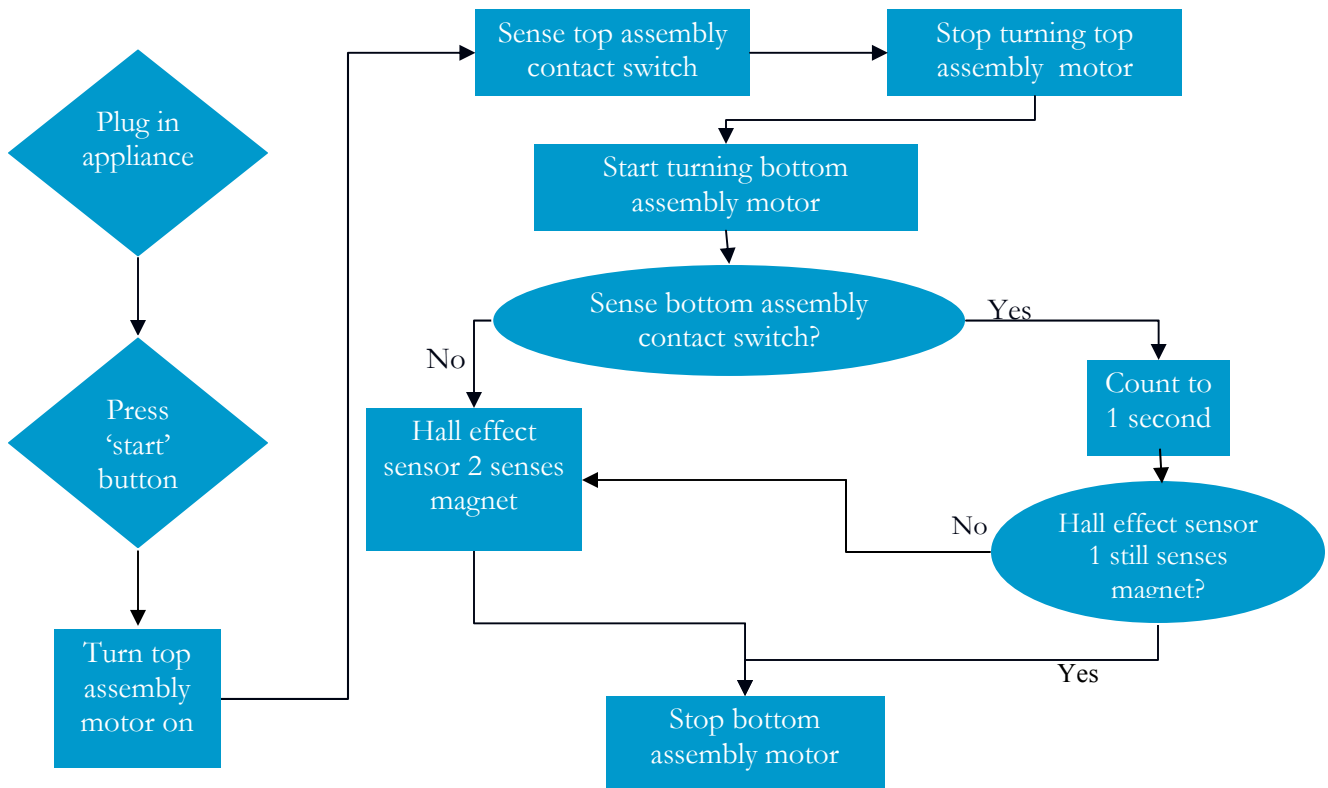 Plug in
appliance
Press
‘start’
button
Turn top
assembly
motor on
Sense top assembly
contact switch
Stop turning top
assembly motor
Start turning bottom
assembly motor
Sense bottom assembly
contact switch?
No
Yes
Hall effect
sensor 2 senses
magnet
Count to
1 second
Hall effect sensor
1 still senses
magnet?
No
Yes
Stop bottom
assembly motor